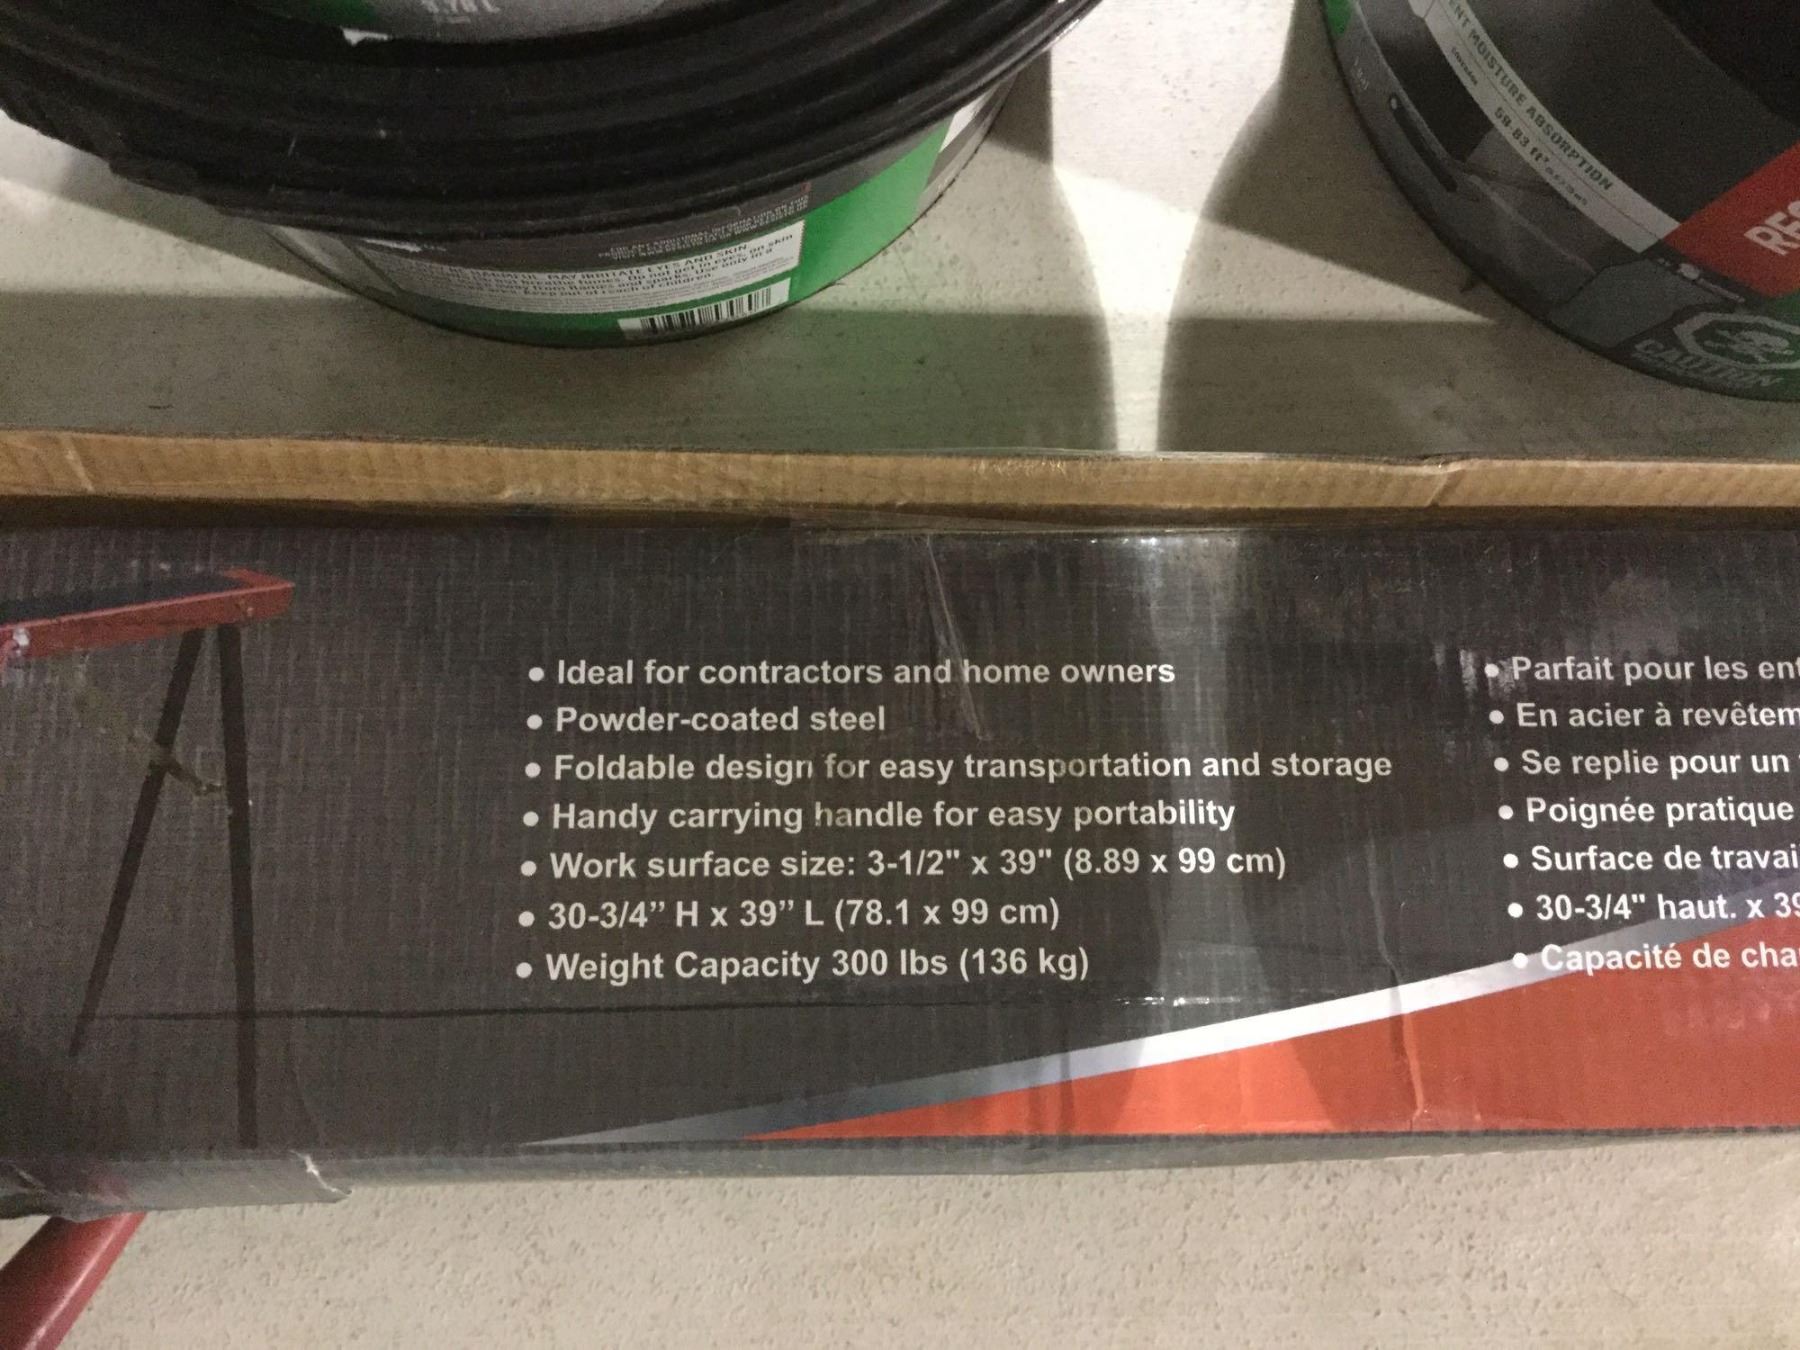 3.78 L
MAY IRRITATE EYES AND SKIN
MOISTURE ABSORPTION
RE
CAUTION
• Ideal for contractors and home owners
• Powder-coated steel
• Foldable design for easy transportation and storage
• Handy carrying handle for easy portability
• Work surface size: 3-1/2" x 39" (8.89 x 99 cm)
• 30-3/4” H x 39” L (78.1 x 99 cm)
• Weight Capacity 300 lbs (136 kg)
• Parfait pour les ent
• En acier à revêtem
• Se replie pour un
• Poignée pratique
• Surface de travai
• 30-3/4" haut. x 39
• Capacité de cha